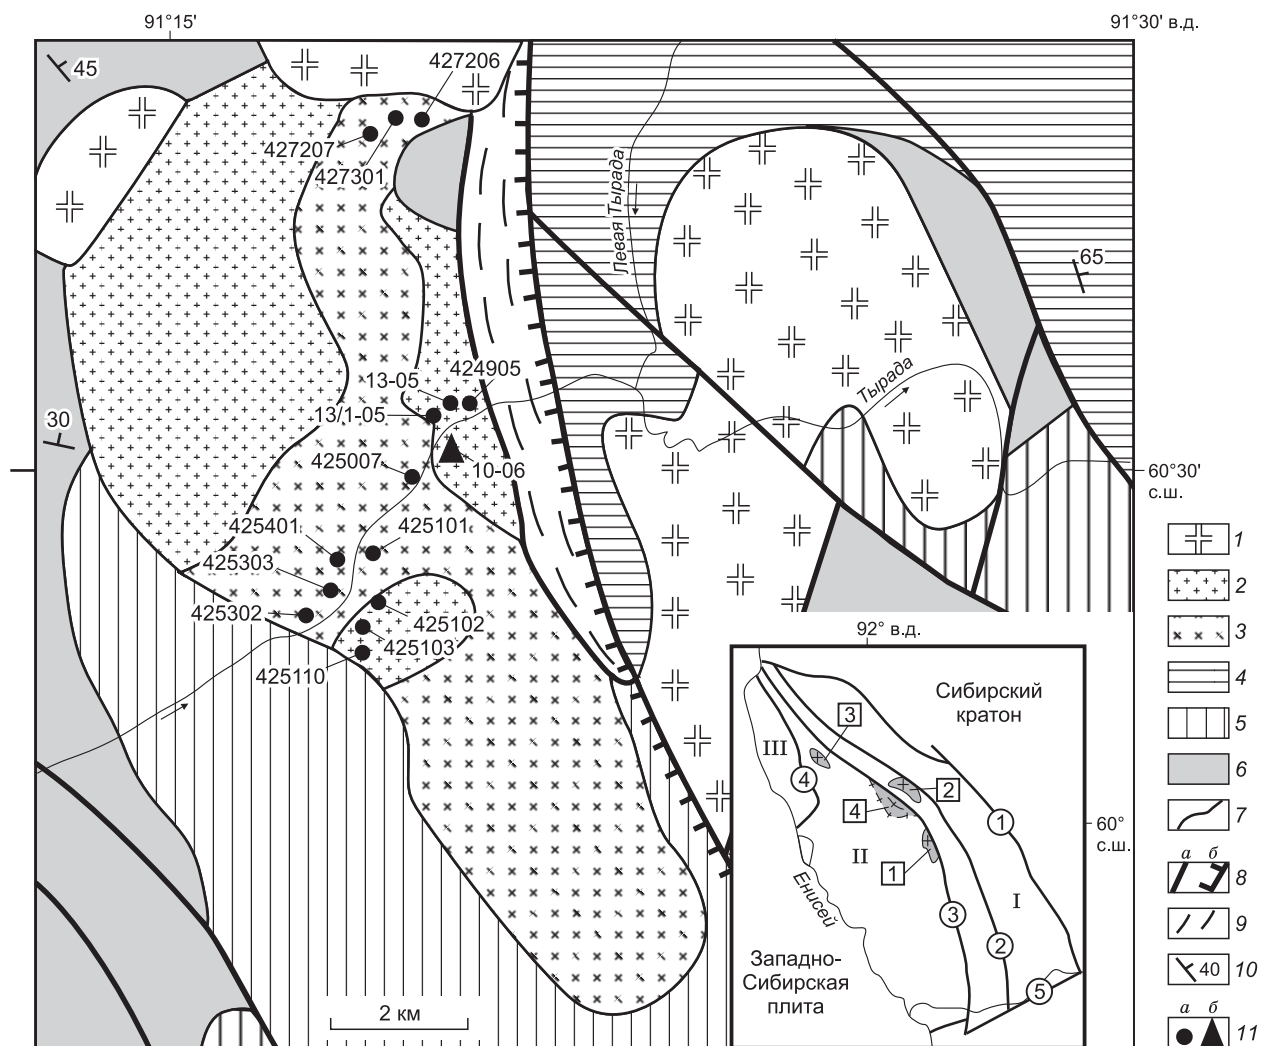 91°15'
91°30' в.д.
45
427206
427207
427301
Левая Тырада
65
Тырада
424905
13-05
13/1-05
30
425007
10-06
60°30'
с.ш.
425401
425101
425303
425302
425102
425103
425110
2 км
92° в.д.
Сибирский
кратон
III
3
4
2
4
1
60°
с.ш.
II
1
I
Енисей
3
2
Западно-
Сибирская
плита
5
1
2
3
4
5
6
7
а б
8
9
40 10
а б
11